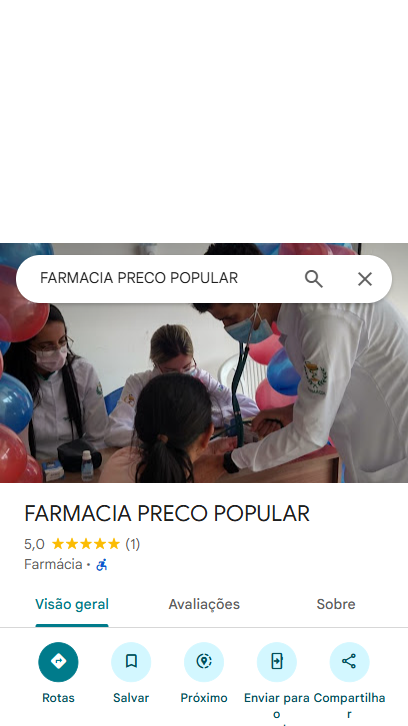 FARMACIA PRECO POPULAR
FARMACIA PRECO POPULAR
5,0 (1)
Farmácia ·
Visão geral Avaliações Sobre
Rotas Salvar Próximo Enviar para o Compartilhar